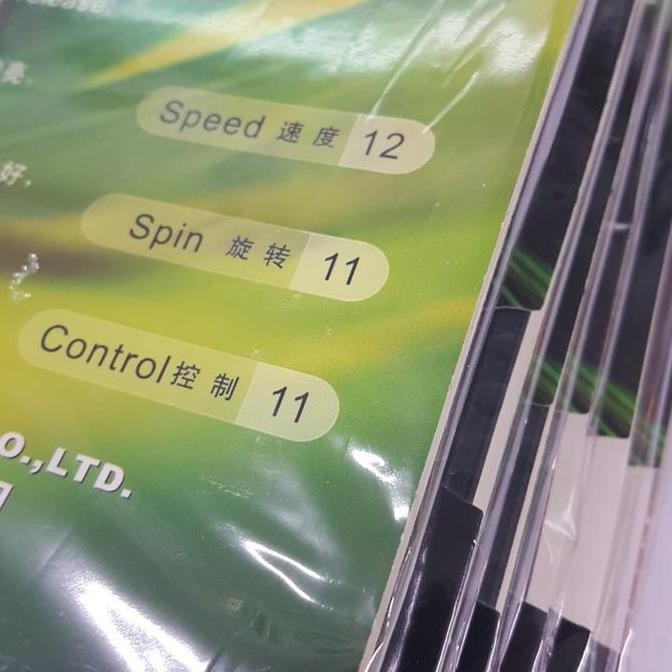 好,
Speed 速度 12
Spin 旋转 11
Control控制 11
O.,LTD.